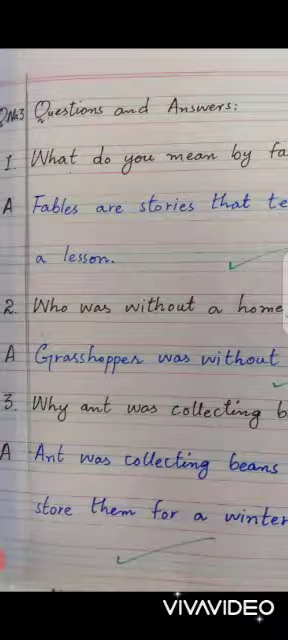 QNo3 Questions and Answers:
1. What do you mean by
A Fables are stories that
a lesson.
2. Who was without a home
A Grasshopper was without
3. Why ant was collecting
A Ant was collecting beans
store them for a winter
VIVAVIDEO